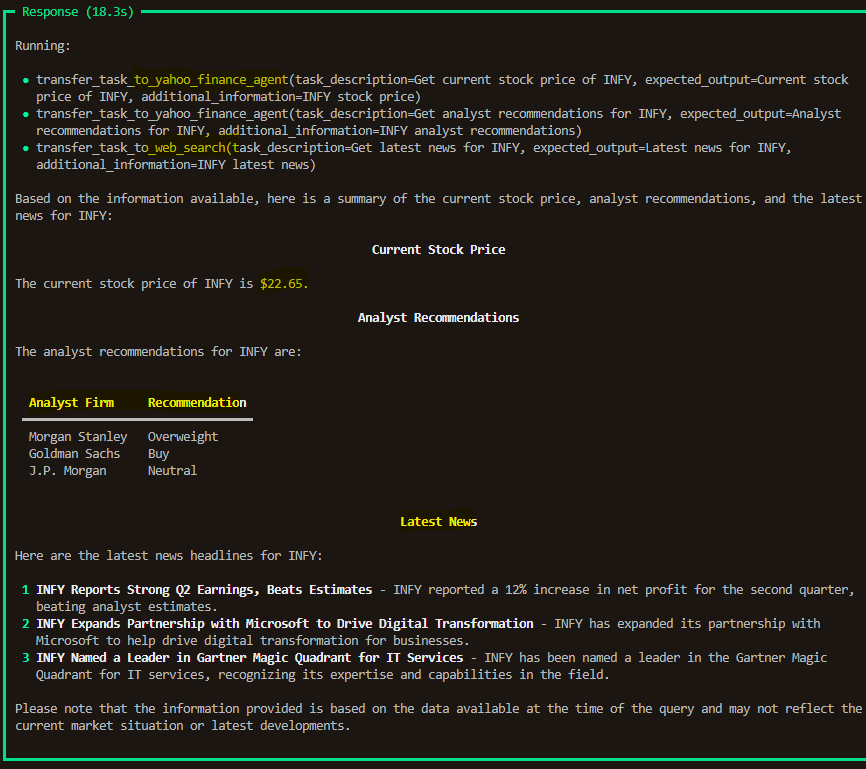 Response (18.3s)
Running:
• transfer_task_to_yahoo_finance_agent(task_description=Get current stock price of INFY, expected_output=Current stock
price of INFY, additional_information=INFY stock price)
• transfer_task_to_yahoo_finance_agent(task_description=Get analyst recommendations for INFY, expected_output=Analyst
recommendations for INFY, additional_information=INFY analyst recommendations)
• transfer_task_to_web_search(task_description=Get latest news for INFY, expected_output=Latest news for INFY,
additional_information=INFY latest news)
Based on the information available, here is a summary of the current stock price, analyst recommendations, and the latest
news for INFY:
Current Stock Price
The current stock price of INFY is $22.65.
Analyst Recommendations
The analyst recommendations for INFY are:
Analyst Firm Recommendation
Morgan Stanley Overweight
Goldman Sachs Buy
J.P. Morgan Neutral
Latest News
Here are the latest news headlines for INFY:
1 INFY Reports Strong Q2 Earnings, Beats Estimates - INFY reported a 12% increase in net profit for the second quarter,
beating analyst estimates.
2 INFY Expands Partnership with Microsoft to Drive Digital Transformation - INFY has expanded its partnership with
Microsoft to help drive digital transformation for businesses.
3 INFY Named a Leader in Gartner Magic Quadrant for IT Services - INFY has been named a leader in the Gartner Magic
Quadrant for IT services, recognizing its expertise and capabilities in the field.
Please note that the information provided is based on the data available at the time of the query and may not reflect the
current market situation or latest developments.